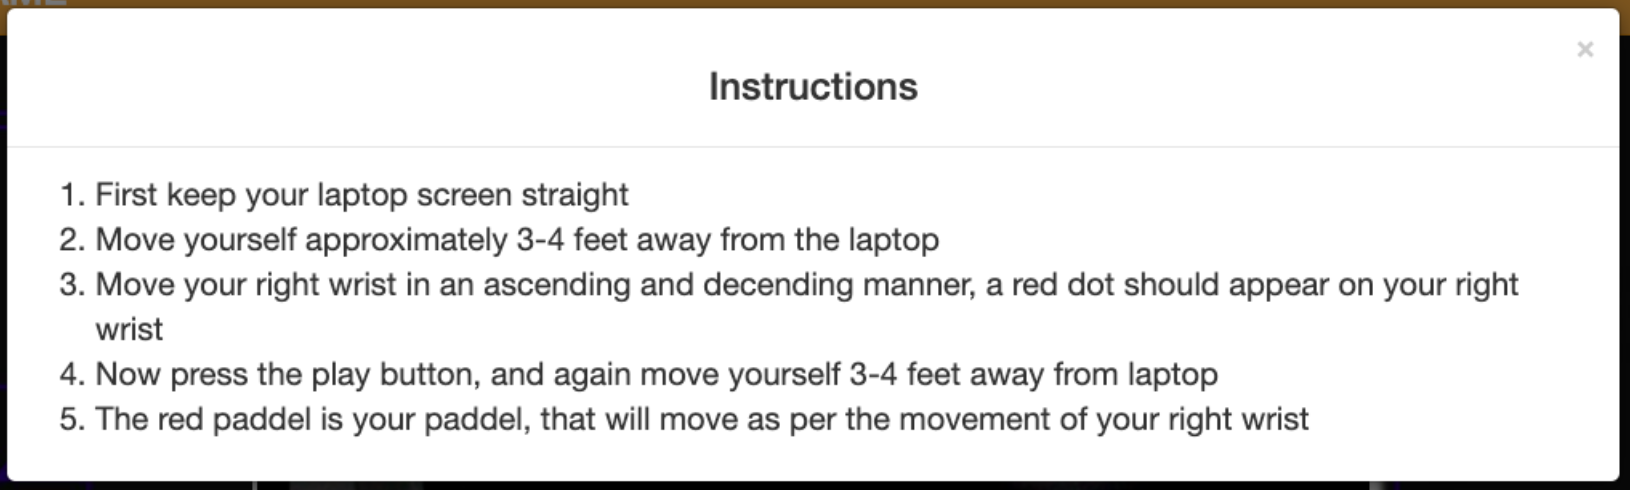 Instructions
1. First keep your laptop screen straight
2. Move yourself approximately 3-4 feet away from the laptop
3. Move your right wrist in an ascending and decending manner, a red dot should appear on your right
wrist
4. Now press the play button, and again move yourself 3-4 feet away from laptop
5. The red paddel is your paddel, that will move as per the movement of your right wrist